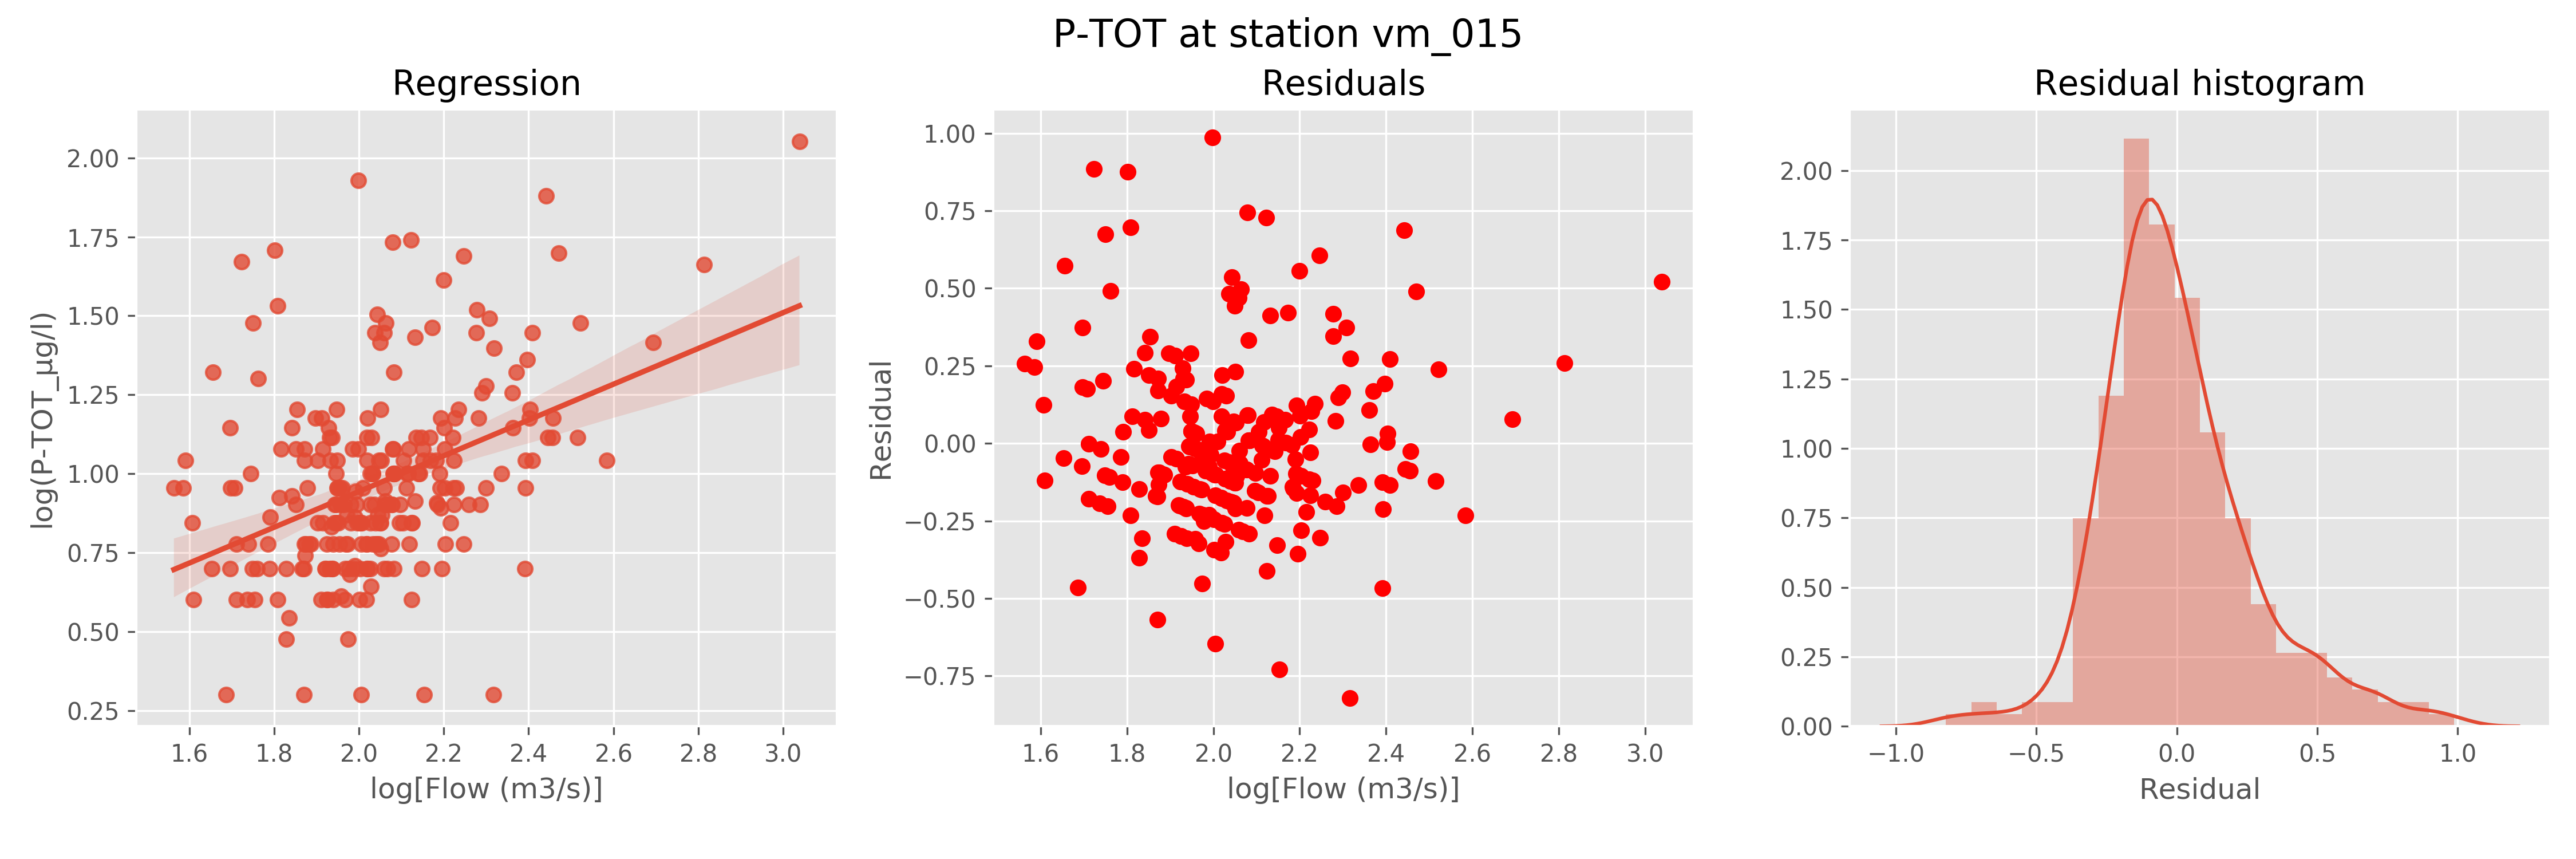 P-TOT at station vm_015
Regression
2.00
1.75
1.50
1.25
1.00
0.75
0.50
0.25
log(P-TOT_µg/l)
1.6 1.8 2.0 2.2 2.4 2.6 2.8 3.0
log[Flow (m3/s)]
Residuals
1.00
0.75
0.50
0.25
0.00
−0.25
−0.50
−0.75
Residual
1.6 1.8 2.0 2.2 2.4 2.6 2.8 3.0
log[Flow (m3/s)]
Residual histogram
2.00
1.75
1.50
1.25
1.00
0.75
0.50
0.25
0.00
−1.0 −0.5 0.0 0.5 1.0
Residual